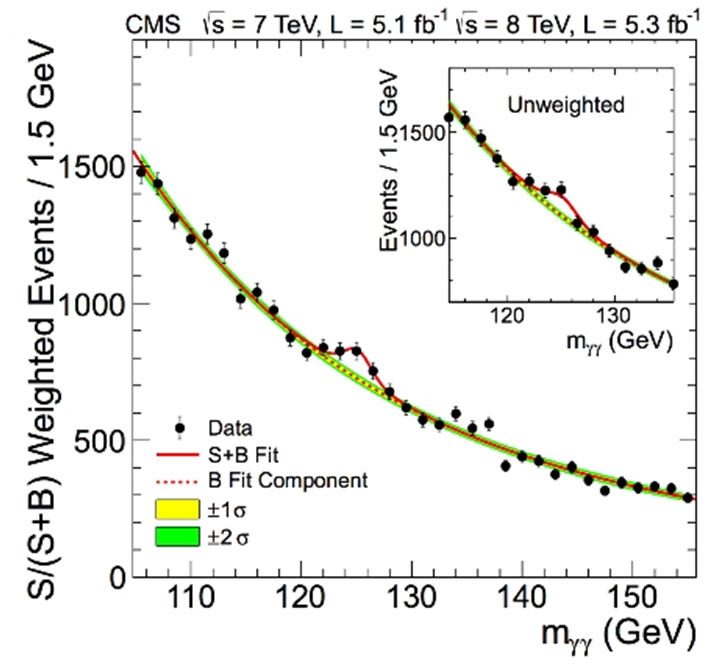 CMS √s = 7 TeV, L = 5.1 fb⁻¹ √s = 8 TeV, L = 5.3 fb⁻¹
S/(S+B) Weighted Events / 1.5 GeV
1500
1000
500
0
110 120 130 140 150
mγγ (GeV)
Unweighted
Events / 1.5 GeV
1500
1000
120 130
mγγ (GeV)
Data
S+B Fit
B Fit Component
±1σ
±2 σ